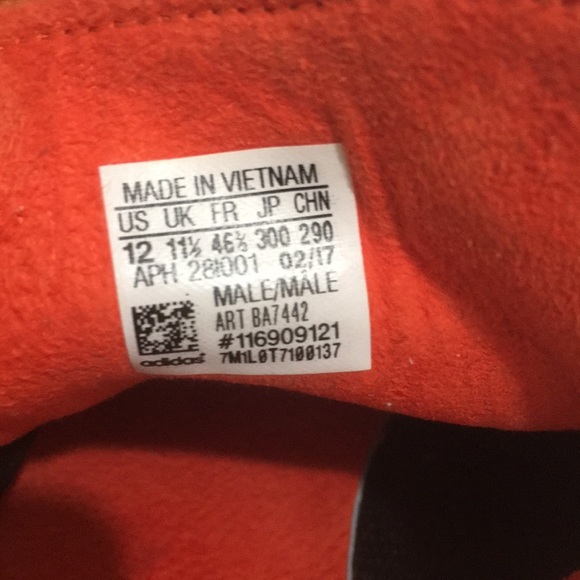 MADE IN VIETNAM
US UK FR JP CHN
12 11½ 46⅔ 300 290
APH 281001 02/17
MALE/MÂLE
ART BA7442
#116909121
7M1L0T7100137
adidas